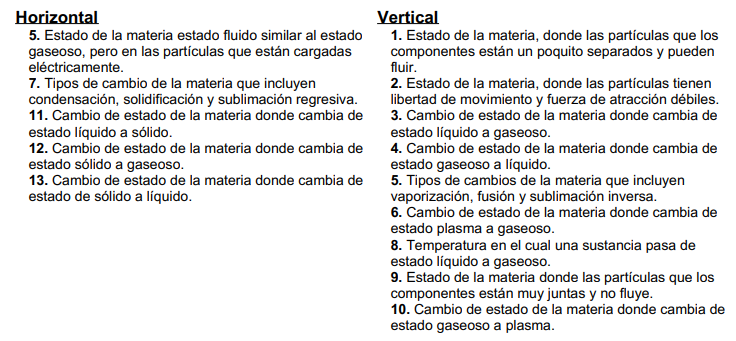 Horizontal
5. Estado de la materia estado fluido similar al estado
gaseoso, pero en las partículas que están cargadas
eléctricamente.
7. Tipos de cambio de la materia que incluyen
condensación, solidificación y sublimación regresiva.
11. Cambio de estado de la materia donde cambia de
estado líquido a sólido.
12. Cambio de estado de la materia donde cambia de
estado sólido a gaseoso.
13. Cambio de estado de la materia donde cambia de
estado de sólido a líquido.
Vertical
1. Estado de la materia, donde las partículas que los
componentes están un poquito separados y pueden
fluir.
2. Estado de la materia, donde las partículas tienen
libertad de movimiento y fuerza de atracción débiles.
3. Cambio de estado de la materia donde cambia de
estado líquido a gaseoso.
4. Cambio de estado de la materia donde cambia de
estado gaseoso a líquido.
5. Tipos de cambios de la materia que incluyen
vaporización, fusión y sublimación inversa.
6. Cambio de estado de la materia donde cambia de
estado plasma a gaseoso.
8. Temperatura en el cual una sustancia pasa de
estado líquido a gaseoso.
9. Estado de la materia donde las partículas que los
componentes están muy juntas y no fluye.
10. Cambio de estado de la materia donde cambia de
estado gaseoso a plasma.